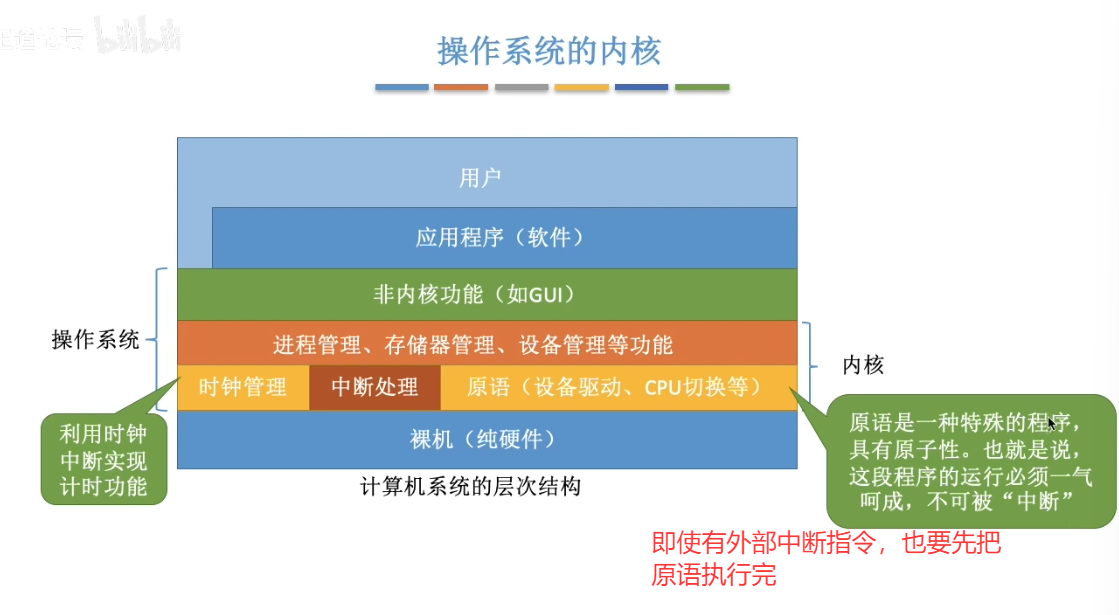 bilibili
操作系统的内核
用户
应用程序（软件）
非内核功能（如GUI）
操作系统
进程管理、存储器管理、设备管理等功能
内核
时钟管理
中断处理
原语（设备驱动、CPU切换等）
利用时钟
中断实现
计时功能
裸机（纯硬件）
原语是一种特殊的程序，
具有原子性。也就是说，
这段程序的运行必须一气
呵成，不可被“中断”
计算机系统的层次结构
即使有外部中断指令，也要先把
原语执行完